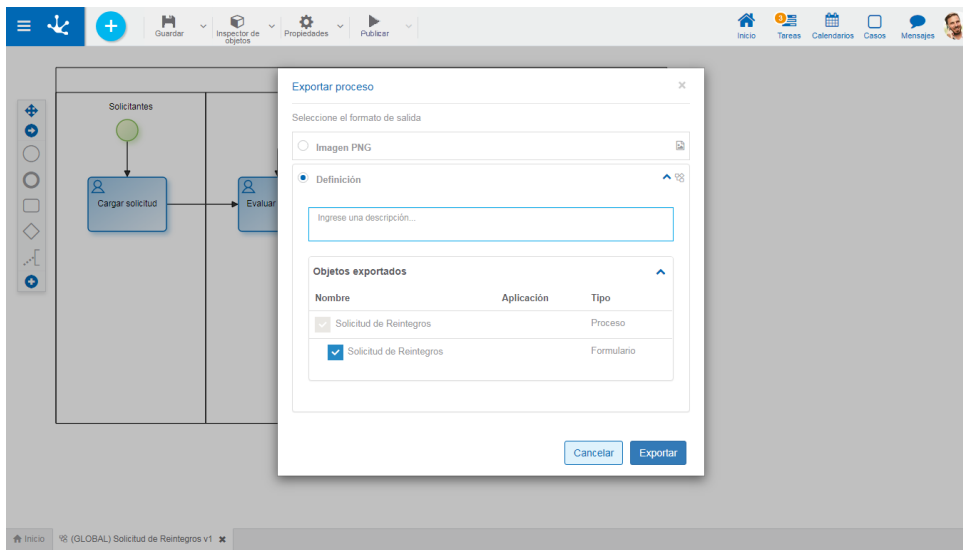 Guardar
Inspector de
objetos
Propiedades
Publicar
Inicio
3
Tareas
Calendarios
Casos
Mensajes
Solicitantes
Cargar solicitud
Evaluar
Exportar proceso
Seleccione el formato de salida
Imagen PNG
Definición
Ingrese una descripción...
Objetos exportados
Nombre Aplicación Tipo
Solicitud de Reintegros Proceso
Solicitud de Reintegros Formulario
Cancelar Exportar
Inicio (GLOBAL) Solicitud de Reintegros v1